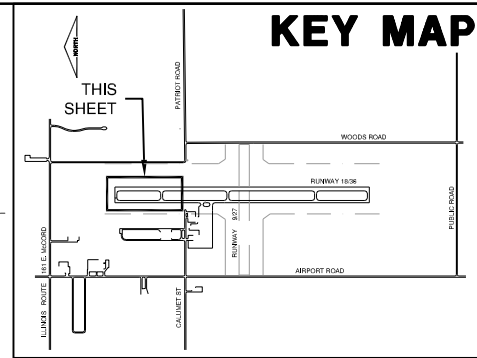 KEY MAP
NORTH
THIS
SHEET
PATRIOT ROAD
WOODS ROAD
RUNWAY 18/36
RUNWAY 9/27
PUBLIC ROAD
161 E. McCORD
AIRPORT ROAD
ILLINOIS ROUTE
CALUMET ST